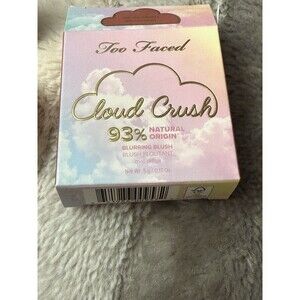 Too Faced
Cloud Crush
93% NATURAL
ORIGIN*
BLURRING BLUSH
BLUSH FLOUTANT